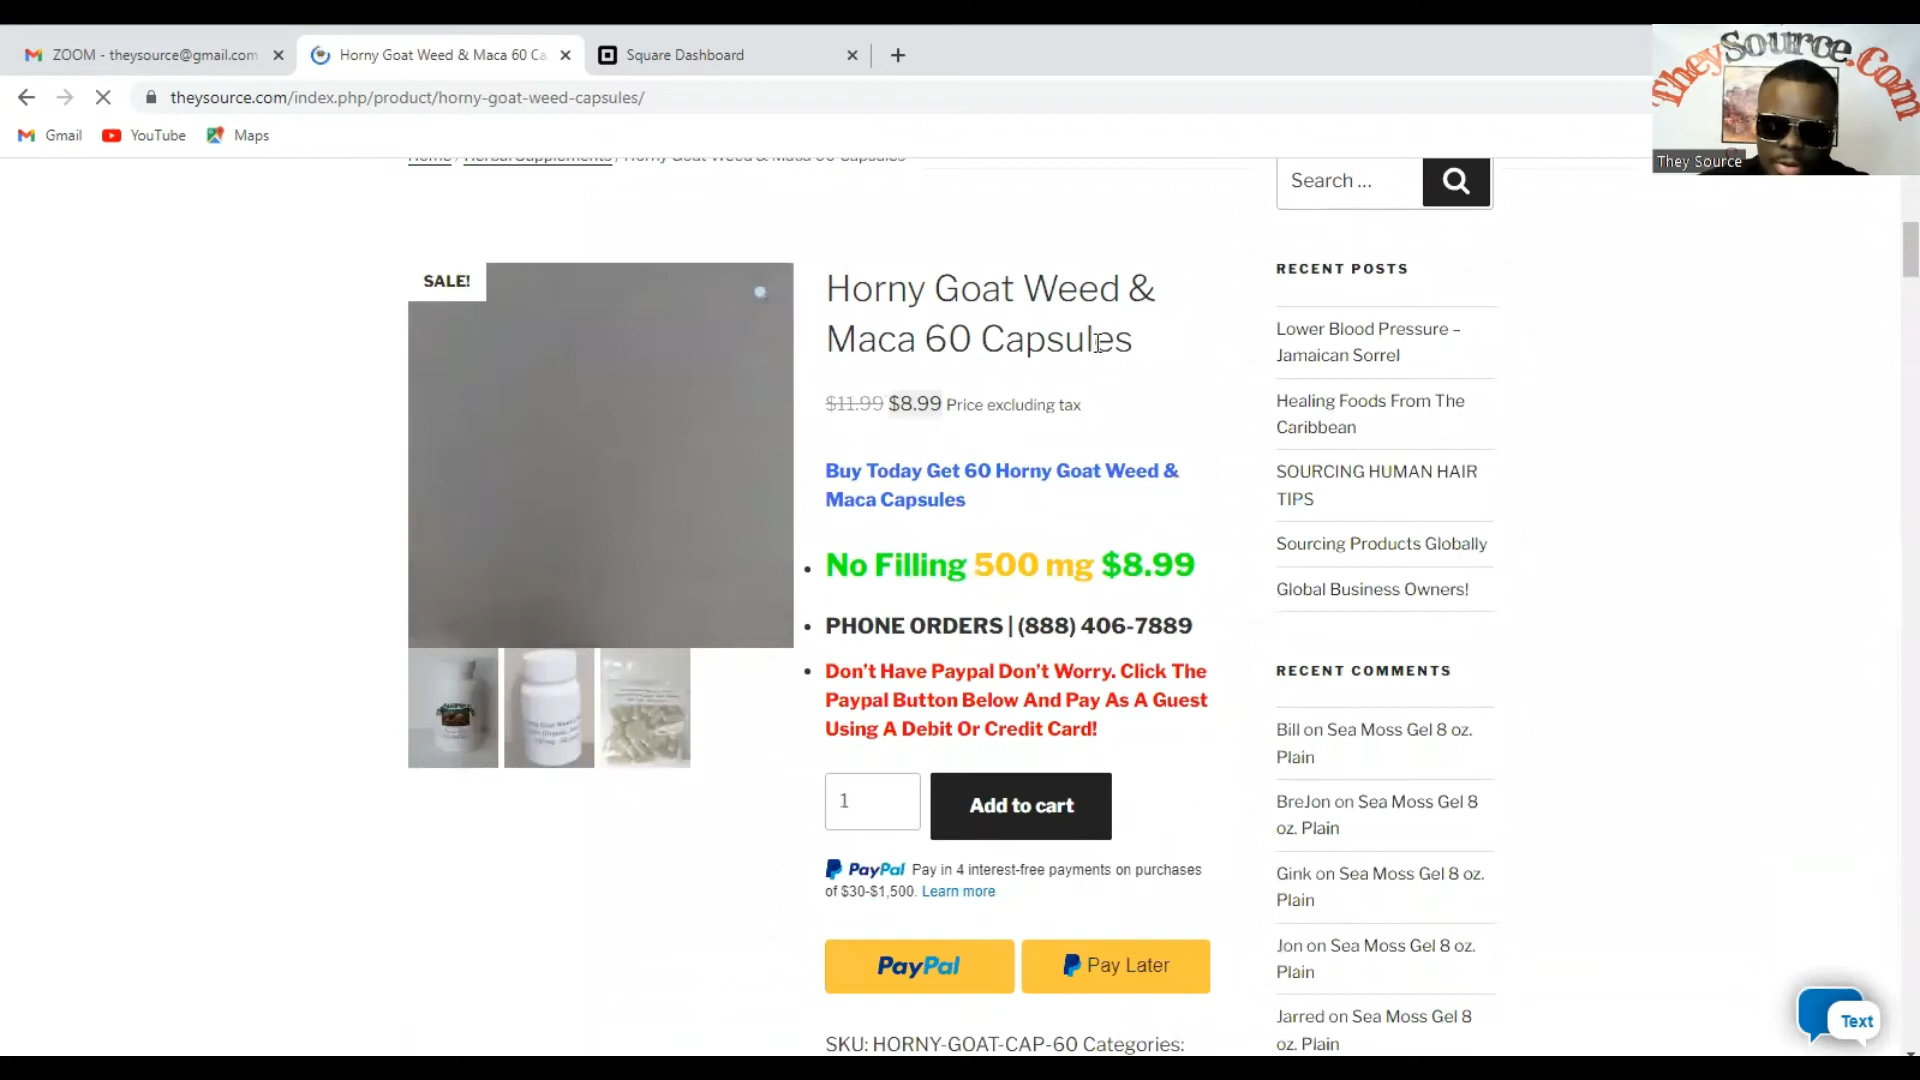 ZOOM - theysource@gmail.com
Horny Goat Weed & Maca 60 Ca
Square Dashboard
theysource.com/index.php/product/horny-goat-weed-capsules/
Gmail
YouTube
Maps
TheySource.Com
They Source
Home / Herbal Supplements / Horny Goat Weed & Maca 60 Capsules
Search ...
SALE!
Horny Goat Weed &
Maca 60 Capsules
$11.99 $8.99 Price excluding tax
Buy Today Get 60 Horny Goat Weed &
Maca Capsules
No Filling 500 mg $8.99
PHONE ORDERS | (888) 406-7889
Don't Have Paypal Don't Worry. Click The
Paypal Button Below And Pay As A Guest
Using A Debit Or Credit Card!
1
Add to cart
PayPal Pay in 4 interest-free payments on purchases
of $30-$1,500. Learn more
PayPal
Pay Later
SKU: HORNY-GOAT-CAP-60 Categories:
RECENT POSTS
Lower Blood Pressure –
Jamaican Sorrel
Healing Foods From The
Caribbean
SOURCING HUMAN HAIR
TIPS
Sourcing Products Globally
Global Business Owners!
RECENT COMMENTS
Bill on Sea Moss Gel 8 oz.
Plain
BreJon on Sea Moss Gel 8
oz. Plain
Gink on Sea Moss Gel 8 oz.
Plain
Jon on Sea Moss Gel 8 oz.
Plain
Jarred on Sea Moss Gel 8
oz. Plain
Text